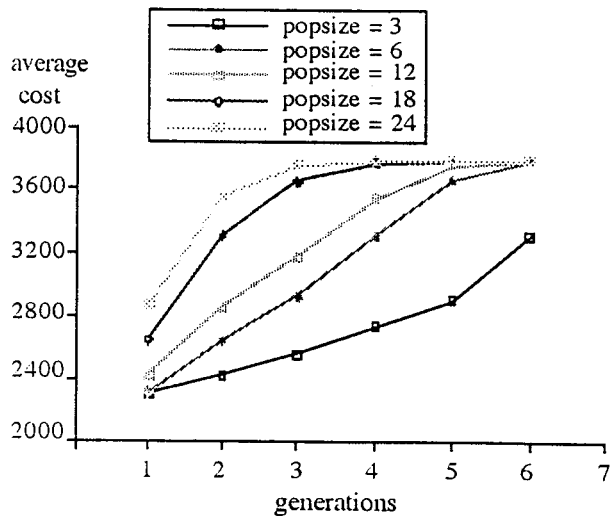 popsize = 3
popsize = 6
popsize = 12
popsize = 18
popsize = 24
average
cost
4000
3600
3200
2800
2400
2000
1 2 3 4 5 6 7
generations